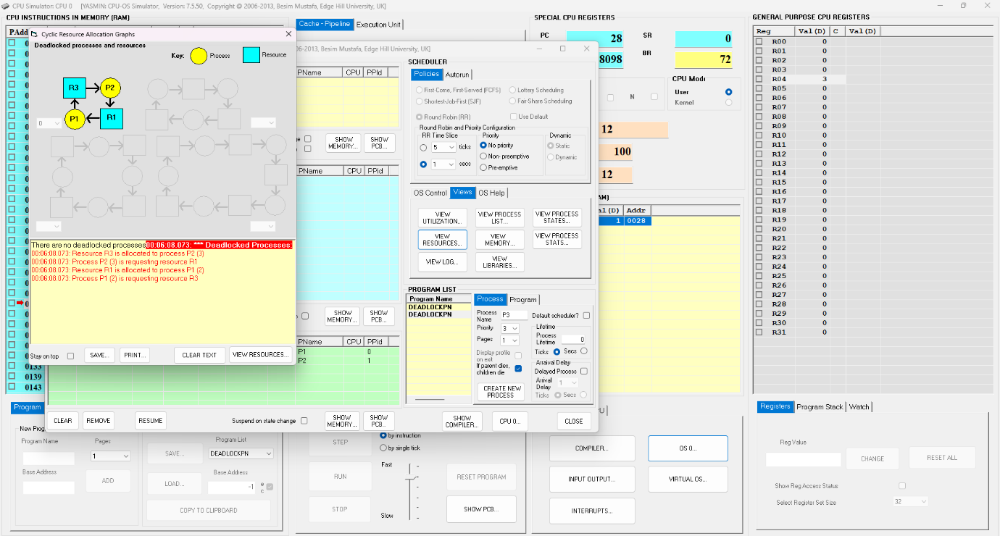 CPU Simulator: CPU 0 [YASMIN: CPU-OS Simulator, Version: 7.5.50, Copyright @ 2006-2013, Besim Mustafa, Edge Hill University, UK]
CPU INSTRUCTIONS IN MEMORY (RAM)
PAdd
Cyclic Resource Allocation Graphs
Deadlocked processes and resources
Key: Process Resource
R3 P2
P1 R1
0
There are no deadlocked processes00:06:08.073: *** Deadlocked Processes:
00:06:08.073: Resource R3 is allocated to process P2 (3)
00:06:08.073: Process P2 (3) is requesting resource R1
00:06:08.073: Resource R1 is allocated to process P1 (2)
00:06:08.073: Process P1 (2) is requesting resource R3
Stay on top SAVE... PRINT... CLEAR TEXT VIEW RESOURCES...
0133
0139
0143
Cache - Pipeline Execution Unit
06-2013, Besim Mustafa, Edge Hill University, UK]
PName CPU PPid
SHOW MEMORY... SHOW PCB...
PName CPU PPid
SHOW MEMORY... SHOW PCB...
PName CPU PPid
P1 0
P2 1
CLEAR REMOVE RESUME Suspend on state change SHOW MEMORY... SHOW PCB... SHOW COMPILER... CPU 0... CLOSE
SCHEDULER
Policies Autorun
First-Come, First-Served (FCFS) Lottery Scheduling
Shortest-Job-First (SJF) Fair-Share Scheduling
Round Robin (RR) Use Default
Round Robin and Priority Configuration
RR Time Slice Priority Dynamic
5 ticks No priority Static
Non- preemptive Dynamic
1 secs Pre-emptive
OS Control Views OS Help
VIEW UTILIZATION... VIEW PROCESS LIST... VIEW PROCESS STATES...
VIEW RESOURCES... VIEW MEMORY... VIEW PROCESS STATS...
VIEW LOG... VIEW LIBRARIES...
PROGRAM LIST
Program Name
DEADLOCKPN
DEADLOCKPN
Process Program
Process Name P3 Default scheduler?
Priority 3 Lifetime
Pages 1 Process Lifetime 0
Ticks Secs
Display profile on exit
If parent dies, children die
Arraival Delay
Delayed Process
Arrival Delay 1
Ticks Secs
CREATE NEW PROCESS
SPECIAL CPU REGISTERS
PC 28 SR 0
8098 BR 72
CPU Mode
N User
Kernel
12
100
12
AM)
al (D) Addr
1 0028
GENERAL PURPOSE CPU REGISTERS
Reg Val(D) C Val(D)
R00 0
R01 0
R02 0
R03 0
R04 3
R05 0
R06 0
R07 0
R08 0
R09 0
R10 0
R11 0
R12 0
R13 0
R14 0
R15 0
R16 0
R17 0
R18 0
R19 0
R20 0
R21 0
R22 0
R23 0
R24 0
R25 0
R26 0
R27 0
R28 0
R29 0
R30 0
R31 0
Program
New Prog
Program Name Pages
1
Base Address
ADD
Program List
SAVE... DEADLOCKPN
Base Address
LOAD... -1
COPY TO CLIPBOARD
STEP by instruction
by single tick
RUN Fast RESET PROGRAM
STOP Slow SHOW PCB...
COMPILER... OS 0...
INPUT OUTPUT... VIRTUAL OS...
INTERRUPTS...
Registers Program Stack Watch
Reg Value
CHANGE RESET ALL
Show Reg Access Status
Select Register Set Size 32